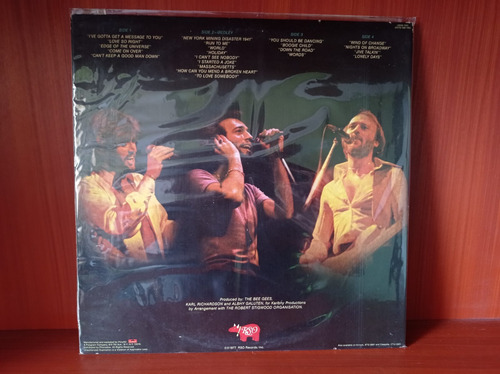 SIDE 1
"I'VE GOTTA GET A MESSAGE TO YOU"
"LOVE SO RIGHT"
"EDGE OF THE UNIVERSE"
"COME ON OVER"
"CAN'T KEEP A GOOD MAN DOWN"
SIDE 2 - MEDLEY
"NEW YORK MINING DISASTER 1941"
"RUN TO ME"
"WORLD"
"HOLIDAY"
"I CAN'T SEE NOBODY"
"I STARTED A JOKE"
"MASSACHUSETTS"
"HOW CAN YOU MEND A BROKEN HEART"
"TO LOVE SOMEBODY"
SIDE 3
"YOU SHOULD BE DANCING"
"BOOGIE CHILD"
"DOWN THE ROAD"
"WORDS"
SIDE 4
"WIND OF CHANGE"
"NIGHTS ON BROADWAY"
"JIVE TALKIN"
"LONELY DAYS"
Produced by: THE BEE GEES,
KARL RICHARDSON and ALBHY GALUTEN, for Karlbhy Productions
by Arrangement with THE ROBERT STIGWOOD ORGANISATION.
RSO
RSO Records, Inc.